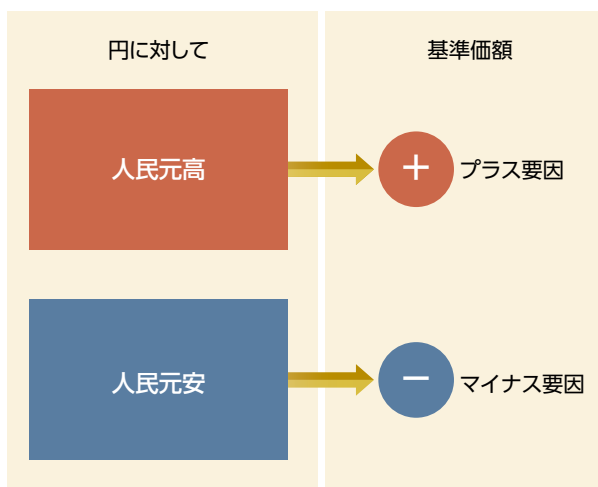 円に対して
基準価額
人民元高
＋
プラス要因
人民元安
−
マイナス要因